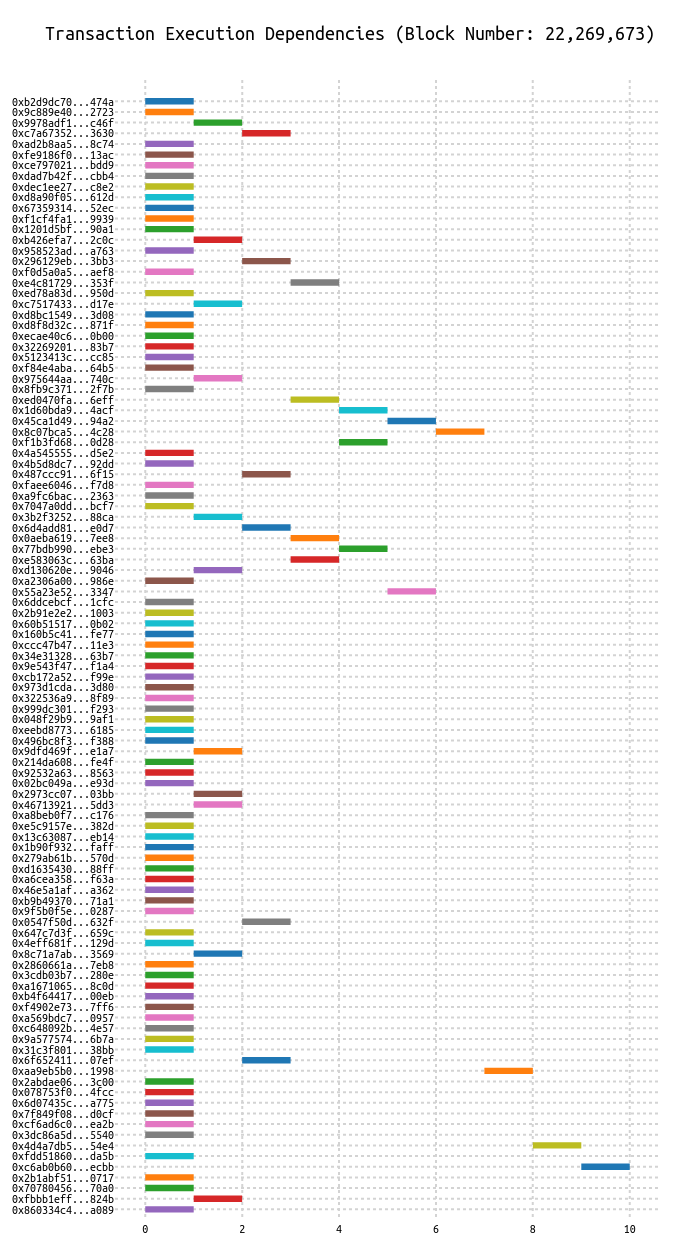 Transaction Execution Dependencies (Block Number: 22,269,673)
0xb2d9dc70...474a
0x9c889e40...2723
0x9978adf1...c46f
0xc7a67352...3630
0xad2b8aa5...8c74
0xfe9186f0...13ac
0xce797021...bdd9
0xdad7b42f...cbb4
0xdec1ee27...c8e2
0xd8a90f05...612d
0x67359314...52ec
0xf1cf4fa1...9939
0x1201d5bf...90a1
0xb426efa7...2c0c
0x958523ad...a763
0x296129eb...3bb3
0xf0d5a0a5...aef8
0xe4c81729...353f
0xed78a83d...950d
0xc7517433...d17e
0xd8bc1549...3d08
0xd8f8d32c...871f
0xecae40c6...0b00
0x32269201...83b7
0x5123413c...cc85
0xf84e4aba...64b5
0x975644aa...740c
0x8fb9c371...2f7b
0xed0470fa...6eff
0x1d60bda9...4acf
0x45ca1d49...94a2
0x8c07bca5...4c28
0xf1b3fd68...0d28
0x4a545555...d5e2
0x4b5d8dc7...92dd
0x487ccc91...6f15
0xfaee6046...f7d8
0xa9fc6bac...2363
0x7047a0dd...bcf7
0x3b2f3252...88ca
0x6d4add81...e0d7
0x0aeba619...7ee8
0x77bdb990...ebe3
0xe583063c...63ba
0xd130620e...9046
0xa2306a00...986e
0x55a23e52...3347
0x6ddcebcf...1cfc
0x2b91e2e2...1003
0x60b51517...0b02
0x160b5c41...fe77
0xccc47b47...11e3
0x34e31328...63b7
0x9e543f47...f1a4
0xcb172a52...f99e
0x973d1cda...3d80
0x322536a9...8f89
0x999dc301...f293
0x048f29b9...9af1
0xeebd8773...6185
0x496bc8f3...f388
0x9dfd469f...e1a7
0x214da608...fe4f
0x92532a63...8563
0x02bc049a...e93d
0x2973cc07...03bb
0x46713921...5dd3
0xa8beb0f7...c176
0xe5c9157e...382d
0x13c63087...eb14
0x1b90f932...faff
0x279ab61b...570d
0xd1635430...88ff
0xa6cea358...f63a
0x46e5a1af...a362
0xb9b49370...71a1
0x9f5b0f5e...0287
0x0547f50d...632f
0x647c7d3f...659c
0x4eff681f...129d
0x8c71a7ab...3569
0x2860661a...7eb8
0x3cdb03b7...280e
0xa1671065...8c0d
0xb4f64417...00eb
0xf4902e73...7ff6
0xa569bdc7...0957
0xc648092b...4e57
0x9a577574...6b7a
0x31c3f801...38bb
0x6f652411...07ef
0xaa9eb5b0...1998
0x2abdae06...3c00
0x078753f0...4fcc
0x6d07435c...a775
0x7f849f08...d0cf
0xcf6ad6c0...ea2b
0x3dc86a5d...5540
0x4d4a7db5...54e4
0xfdd51860...da5b
0xc6ab0b60...ecbb
0x2b1abf51...0717
0x70780456...70a0
0xfbbb1eff...824b
0x860334c4...a089
0 2 4 6 8 10